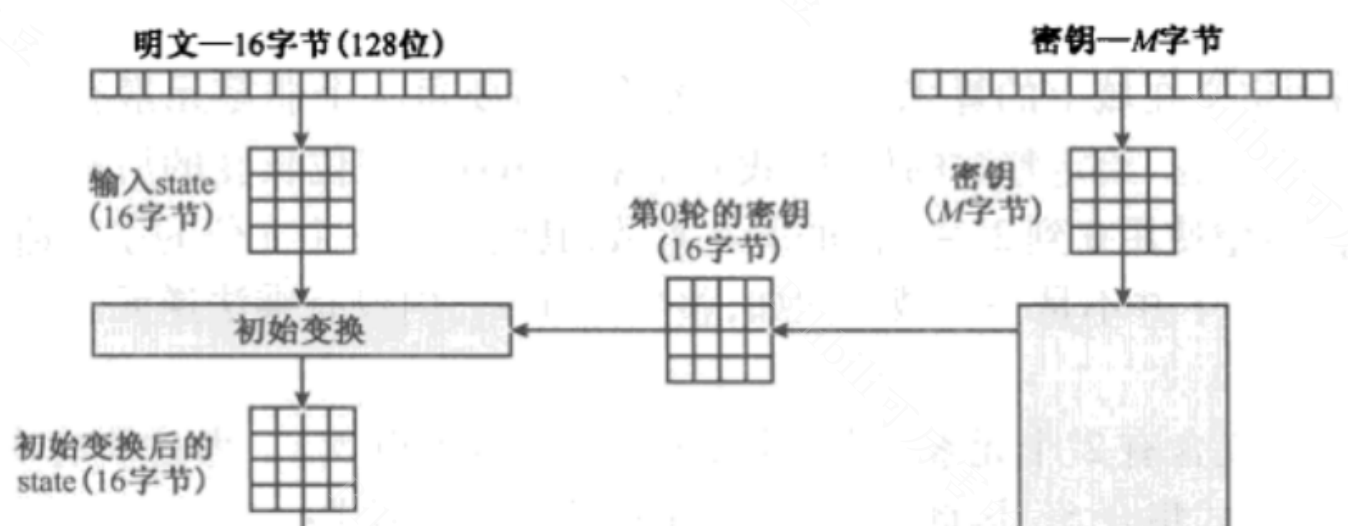 明文—16字节(128位)
密钥—M字节
输入state
(16字节)
密钥
(M字节)
第0轮的密钥
(16字节)
初始变换
初始变换后的
state(16字节)